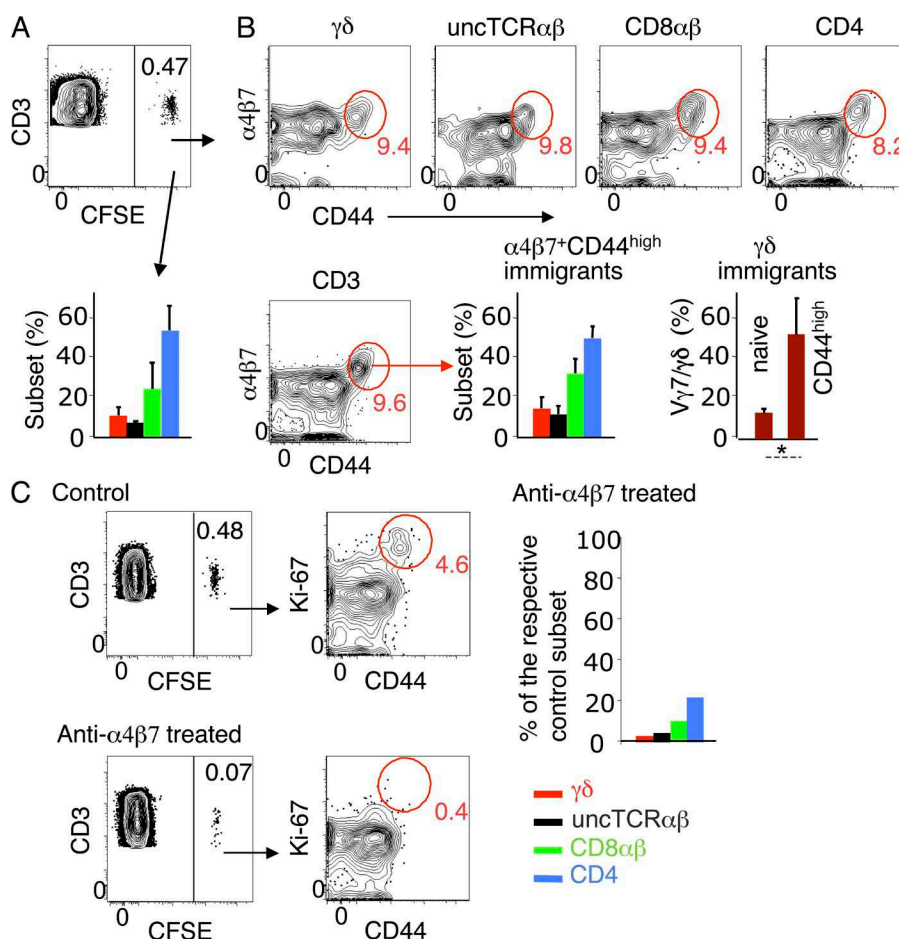 A
0.47
CD3
0
0
CFSE
Subset (%)
60
40
20
0
B
γδ
uncTCRαβ
CD8αβ
CD4
α4β7
0
9.4
9.8
9.4
8.2
0
0
0
0
CD44
CD3
α4β7
9.6
0
0
CD44
α4β7+CD44high
immigrants
Subset (%)
60
40
20
0
γδ
immigrants
Vγ7/γδ (%)
60
40
20
0
naive
CD44high
*
C
Control
0.48
CD3
0
0
CFSE
Ki-67
4.6
0
0
CD44
Anti-α4β7 treated
% of the respective
control subset
100
80
60
40
20
0
Anti-α4β7 treated
0.07
CD3
0
0
CFSE
Ki-67
0.4
0
0
CD44
γδ
uncTCRαβ
CD8αβ
CD4